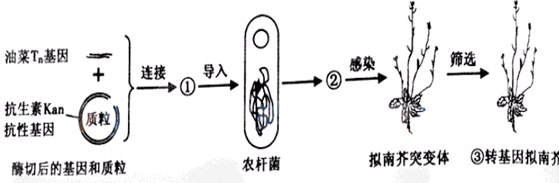 油菜Tn基因
+
抗生素Kan
抗性基因
质粒
酶切后的基因和质粒
连接
①
导入
农杆菌
②
感染
拟南芥突变体
筛选
③转基因拟南芥